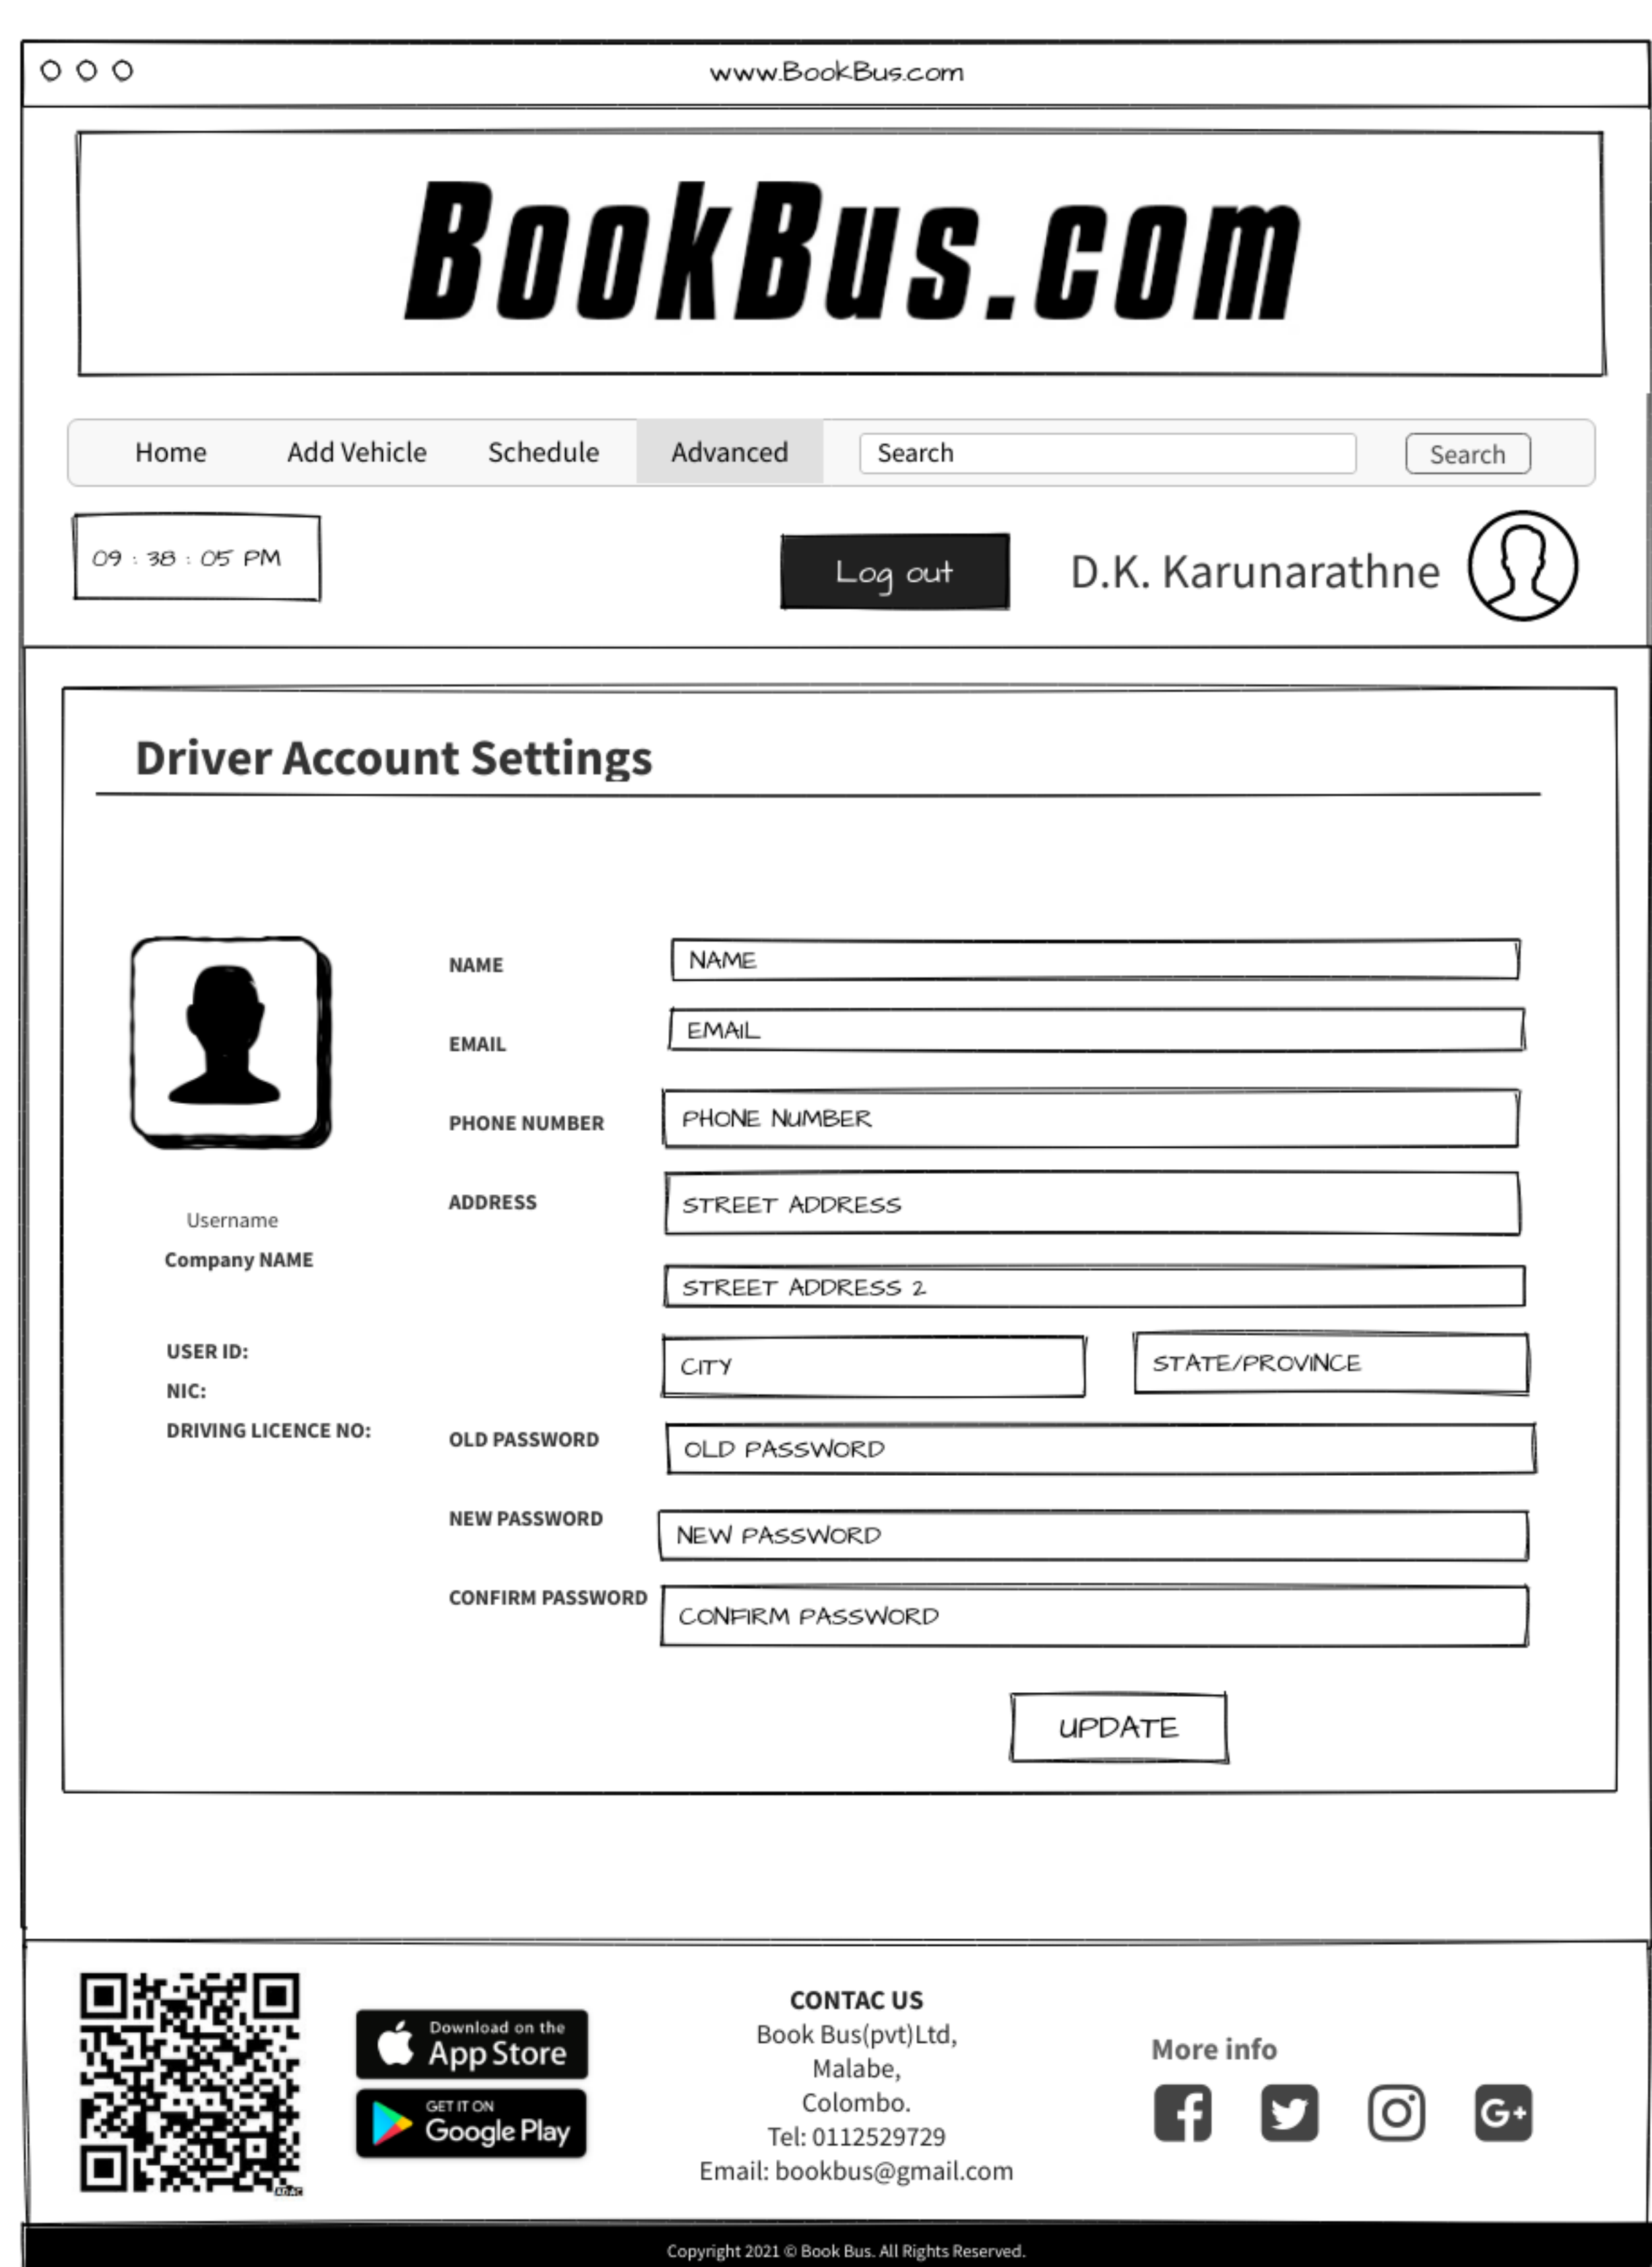 www.BookBus.com
BookBus.com
Home Add Vehicle Schedule Advanced Search Search
09 : 38 : 05 PM
Log out
D.K. Karunarathne
Driver Account Settings
Username
Company NAME
USER ID:
NIC:
DRIVING LICENCE NO:
NAME NAME
EMAIL EMAIL
PHONE NUMBER PHONE NUMBER
ADDRESS STREET ADDRESS
STREET ADDRESS 2
CITY STATE/PROVINCE
OLD PASSWORD OLD PASSWORD
NEW PASSWORD NEW PASSWORD
CONFIRM PASSWORD CONFIRM PASSWORD
UPDATE
Download on the
App Store
GET IT ON
Google Play
CONTAC US
Book Bus(pvt)Ltd,
Malabe,
Colombo.
Tel: 0112529729
Email: bookbus@gmail.com
More info
G+
Copyright 2021 © Book Bus. All Rights Reserved.